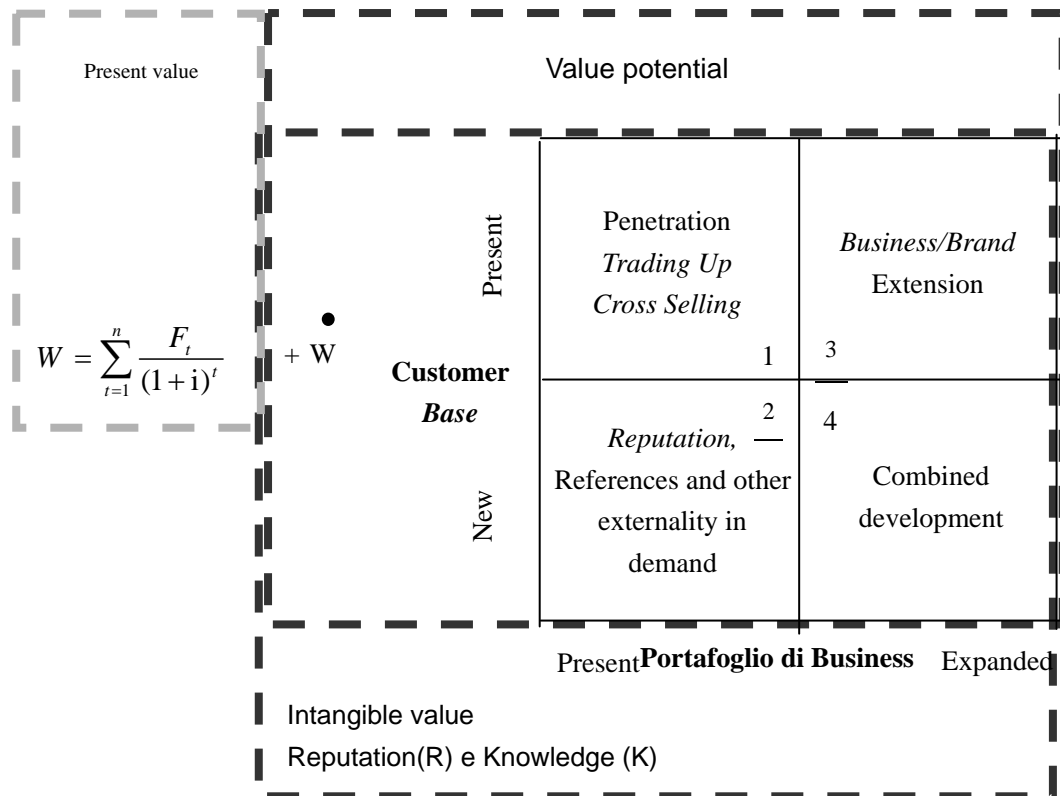 Present value
Value potential
Present
Penetration
Trading Up
Cross Selling
1
Business/Brand
Extension
3
W = \sum_{t=1}^{n} \frac{F_t}{(1+i)^t}
+ Ẇ
Customer
Base
New
Reputation,
2
References and other
externality in
demand
4
Combined
development
Present Portafoglio di Business Expanded
Intangible value
Reputation(R) e Knowledge (K)